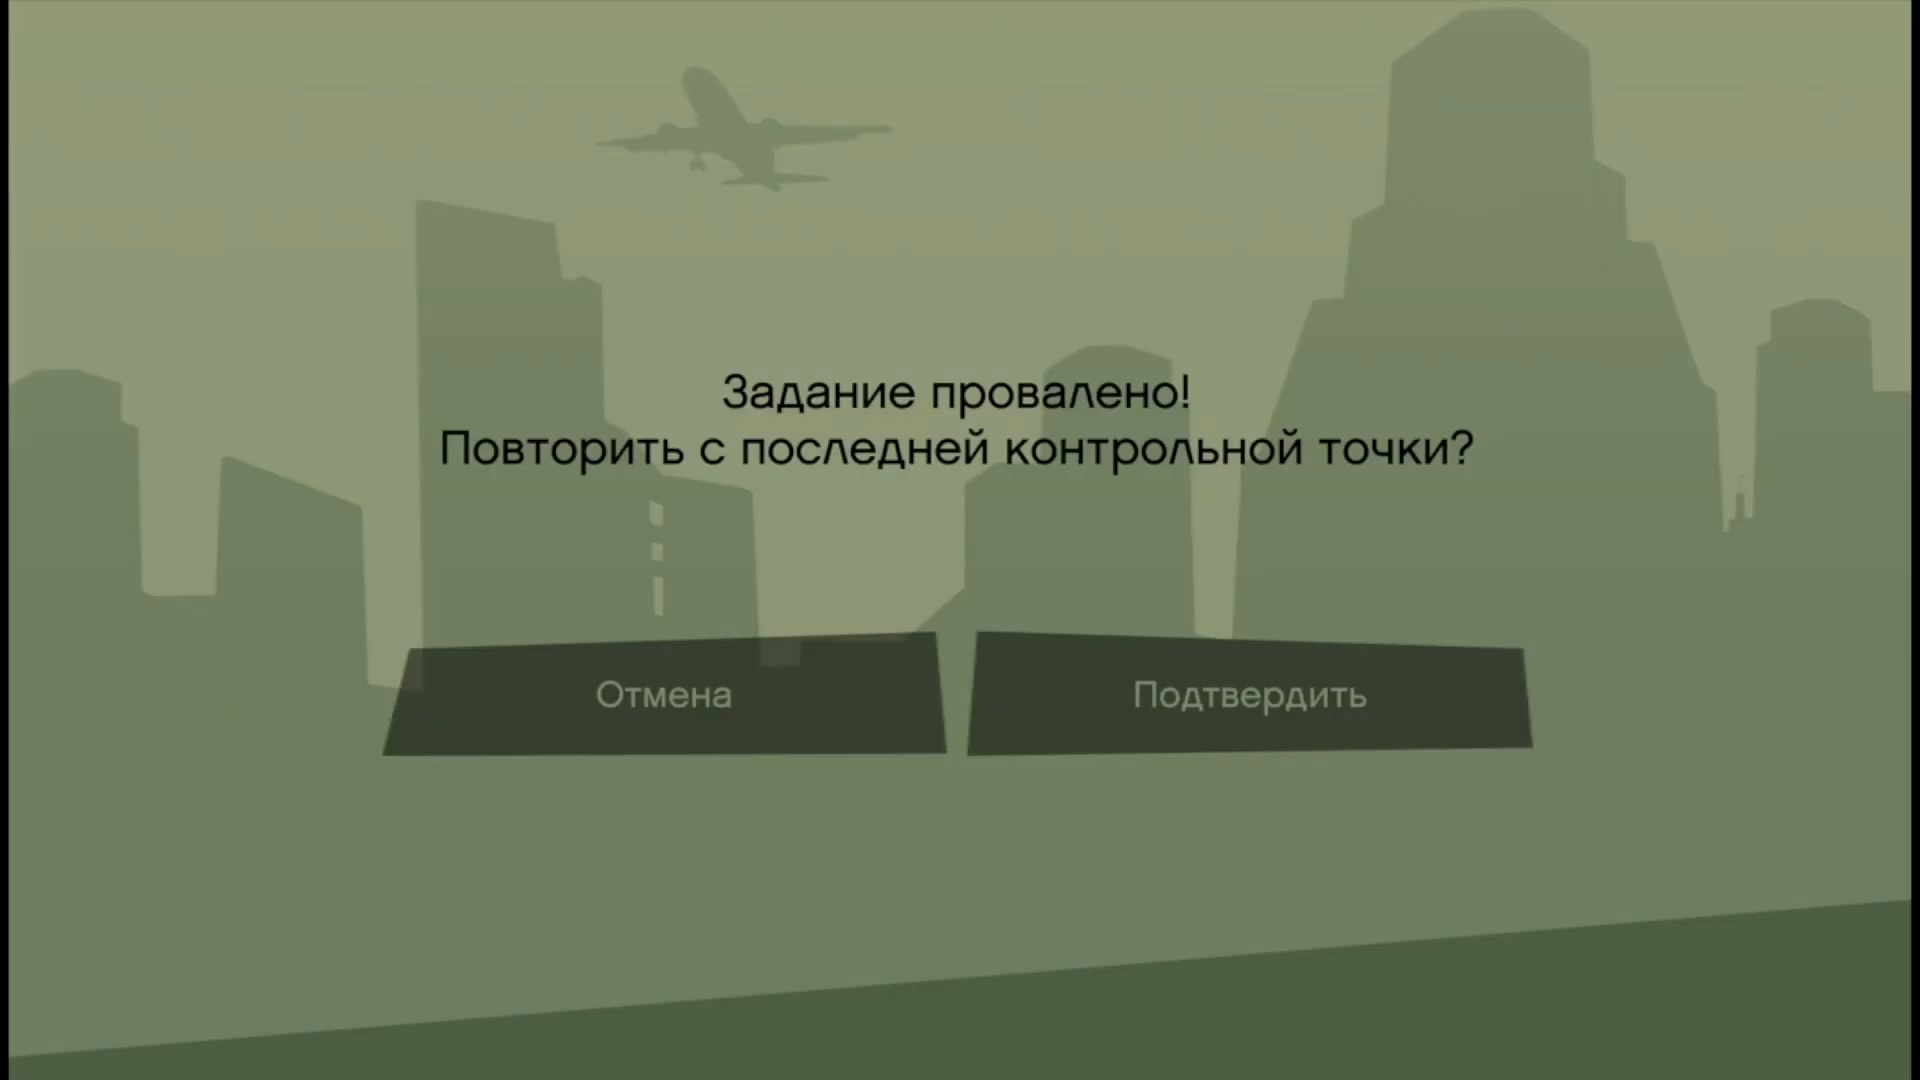 Задание провалено!
Повторить с последней контрольной точки?
Отмена
Подтвердить